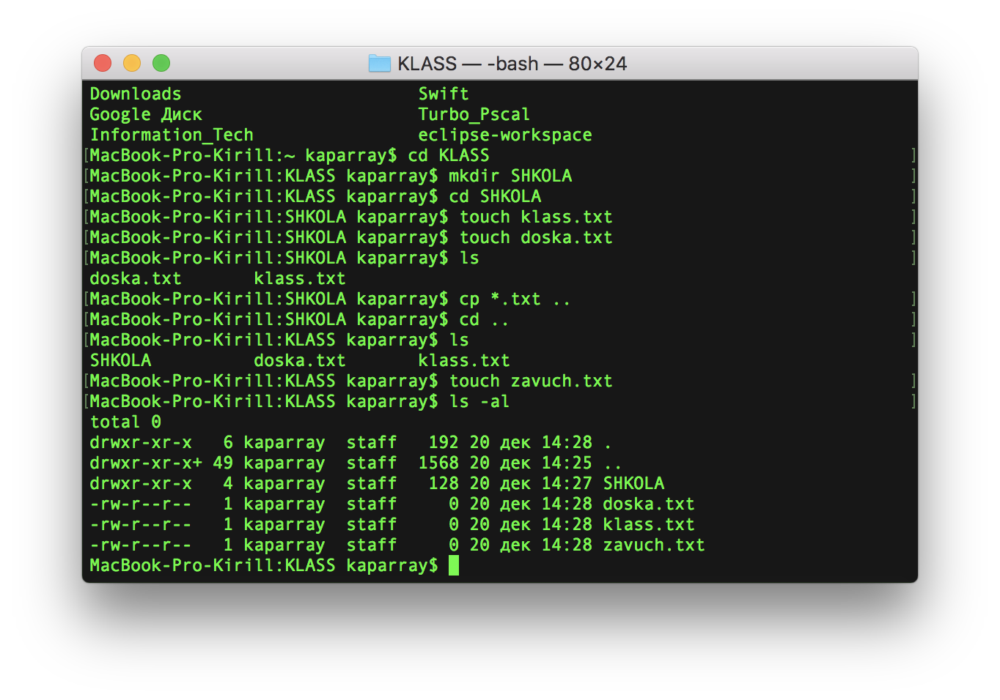 KLASS — -bash — 80×24
Downloads Swift
Google Диск Turbo_Pscal
Information_Tech eclipse-workspace
[MacBook-Pro-Kirill:~ kaparray$ cd KLASS ]
[MacBook-Pro-Kirill:KLASS kaparray$ mkdir SHKOLA ]
[MacBook-Pro-Kirill:KLASS kaparray$ cd SHKOLA ]
[MacBook-Pro-Kirill:SHKOLA kaparray$ touch klass.txt ]
[MacBook-Pro-Kirill:SHKOLA kaparray$ touch doska.txt ]
[MacBook-Pro-Kirill:SHKOLA kaparray$ ls ]
doska.txt klass.txt
[MacBook-Pro-Kirill:SHKOLA kaparray$ cp *.txt .. ]
[MacBook-Pro-Kirill:SHKOLA kaparray$ cd .. ]
[MacBook-Pro-Kirill:KLASS kaparray$ ls ]
SHKOLA doska.txt klass.txt
[MacBook-Pro-Kirill:KLASS kaparray$ touch zavuch.txt ]
[MacBook-Pro-Kirill:KLASS kaparray$ ls -al ]
total 0
drwxr-xr-x 6 kaparray staff 192 20 дек 14:28 .
drwxr-xr-x+ 49 kaparray staff 1568 20 дек 14:25 ..
drwxr-xr-x 4 kaparray staff 128 20 дек 14:27 SHKOLA
-rw-r--r-- 1 kaparray staff 0 20 дек 14:28 doska.txt
-rw-r--r-- 1 kaparray staff 0 20 дек 14:28 klass.txt
-rw-r--r-- 1 kaparray staff 0 20 дек 14:28 zavuch.txt
MacBook-Pro-Kirill:KLASS kaparray$